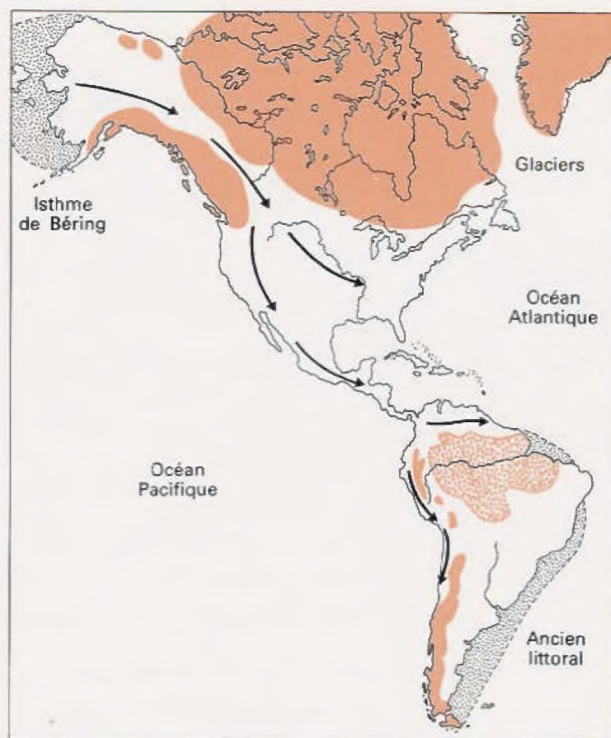 Glaciers
Isthme
de Béring
Océan
Atlantique
Océan
Pacifique
Ancien
littoral